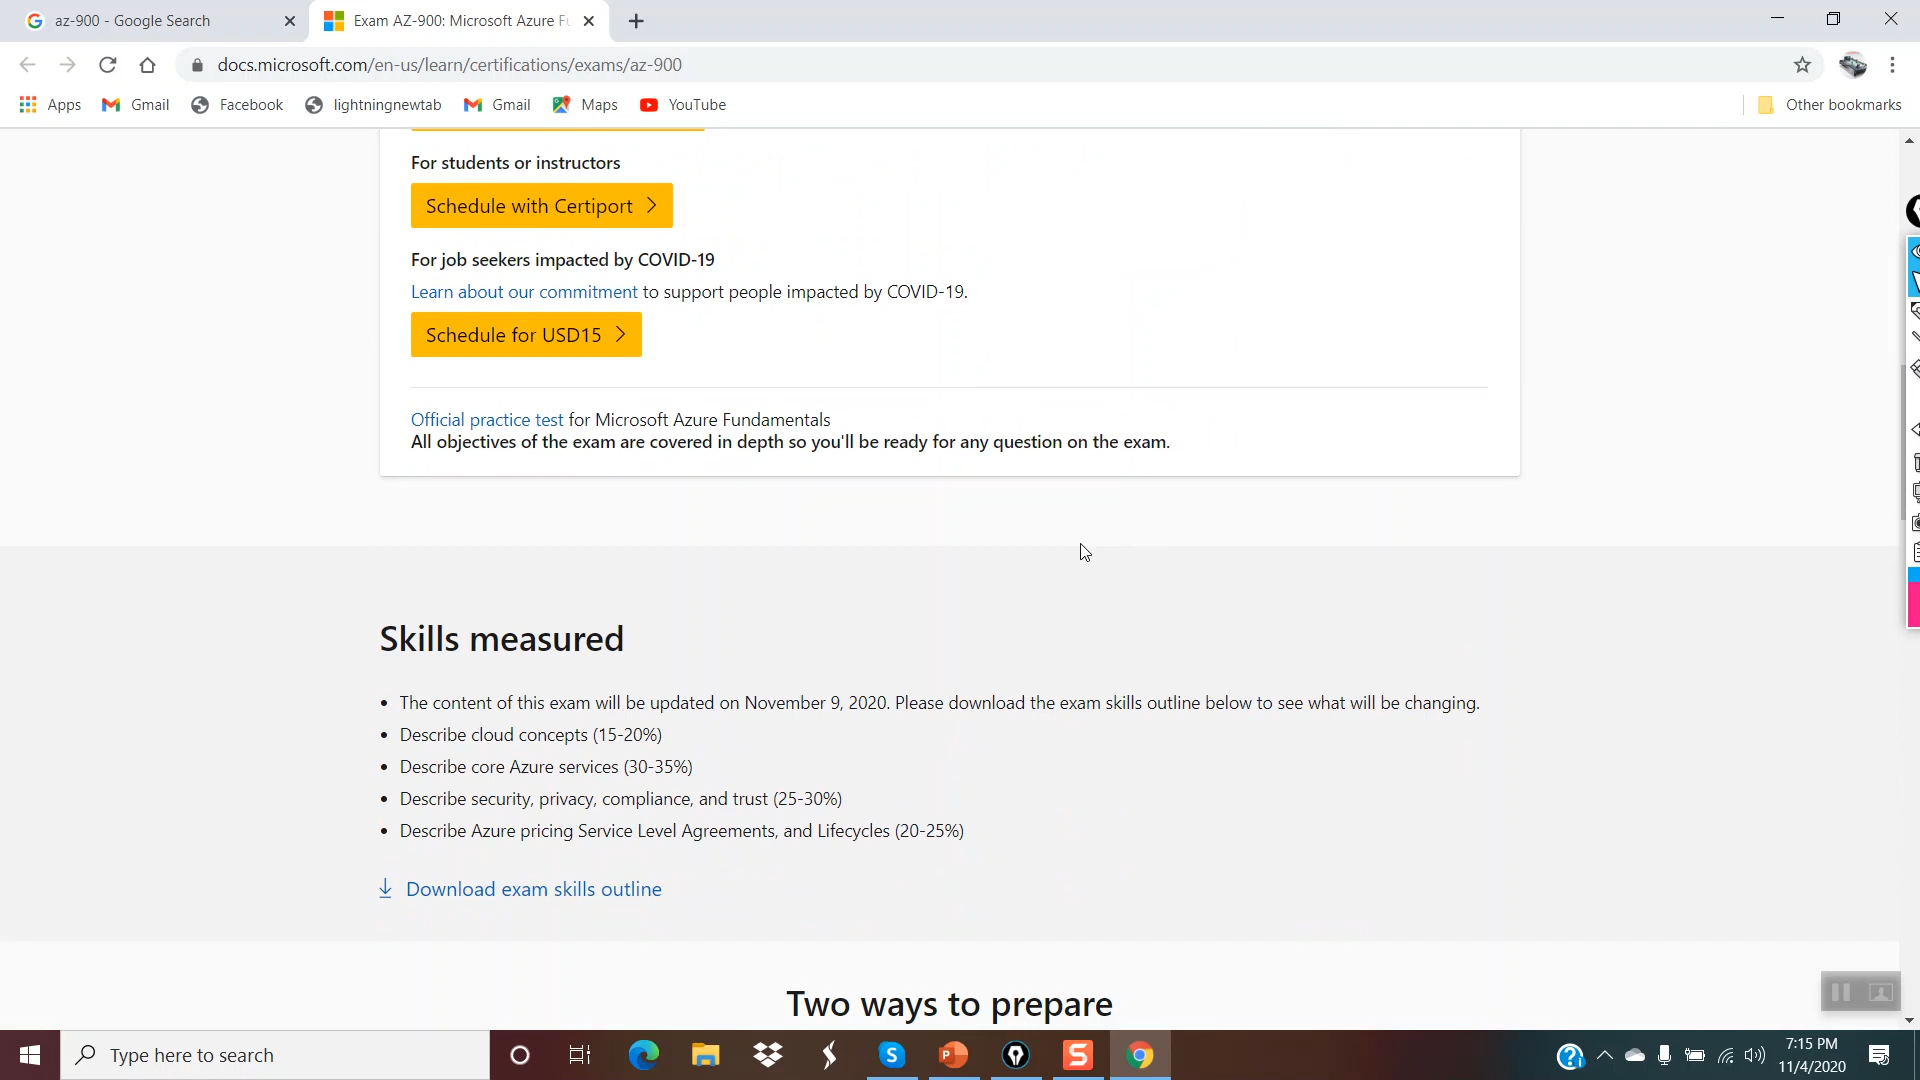 az-900 - Google Search
Exam AZ-900: Microsoft Azure Fu
docs.microsoft.com/en-us/learn/certifications/exams/az-900
Apps
Gmail
Facebook
lightningnewtab
Gmail
Maps
YouTube
Other bookmarks
For students or instructors
Schedule with Certiport
For job seekers impacted by COVID-19
Learn about our commitment to support people impacted by COVID-19.
Schedule for USD15
Official practice test for Microsoft Azure Fundamentals
All objectives of the exam are covered in depth so you'll be ready for any question on the exam.
Skills measured
• The content of this exam will be updated on November 9, 2020. Please download the exam skills outline below to see what will be changing.
• Describe cloud concepts (15-20%)
• Describe core Azure services (30-35%)
• Describe security, privacy, compliance, and trust (25-30%)
• Describe Azure pricing Service Level Agreements, and Lifecycles (20-25%)
Download exam skills outline
Two ways to prepare
Type here to search
7:15 PM
11/4/2020